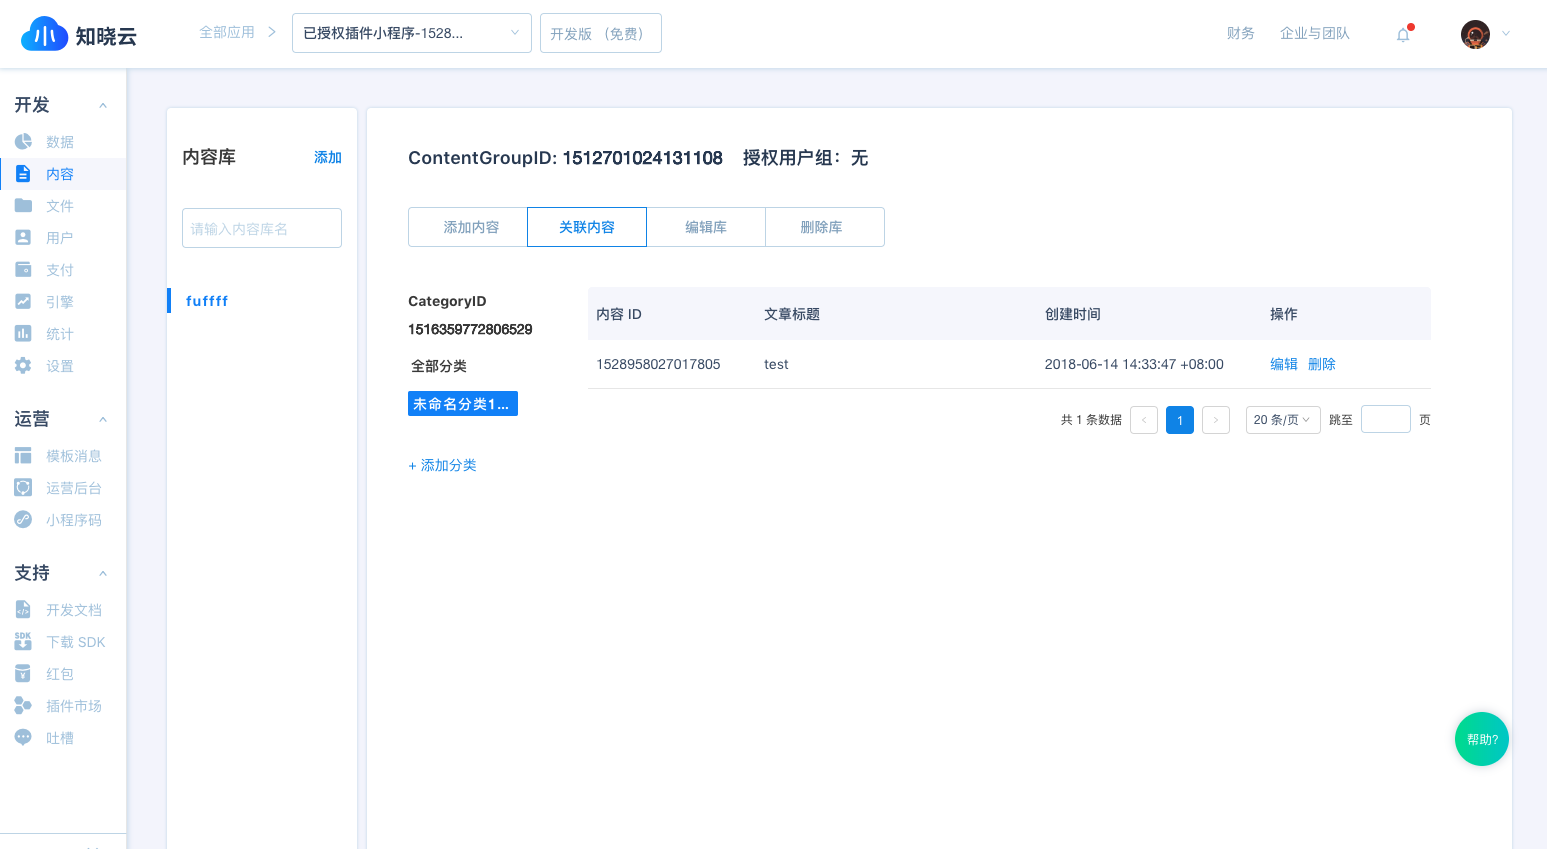 知晓云
全部应用
已授权插件小程序-1528...
开发版 （免费）
财务
企业与团队
开发
数据
内容
文件
用户
支付
引擎
统计
设置
运营
模板消息
运营后台
小程序码
支持
开发文档
SDK
下载 SDK
红包
插件市场
吐槽
内容库
添加
请输入内容库名
fuffff
ContentGroupID: 1512701024131108 授权用户组：无
添加内容
关联内容
编辑库
删除库
CategoryID
1516359772806529
全部分类
未命名分类1...
+ 添加分类
内容 ID 文章标题 创建时间 操作
1528958027017805 test 2018-06-14 14:33:47 +08:00 编辑 删除
共 1 条数据 < 1 > 20 条/页 跳至 页
帮助?